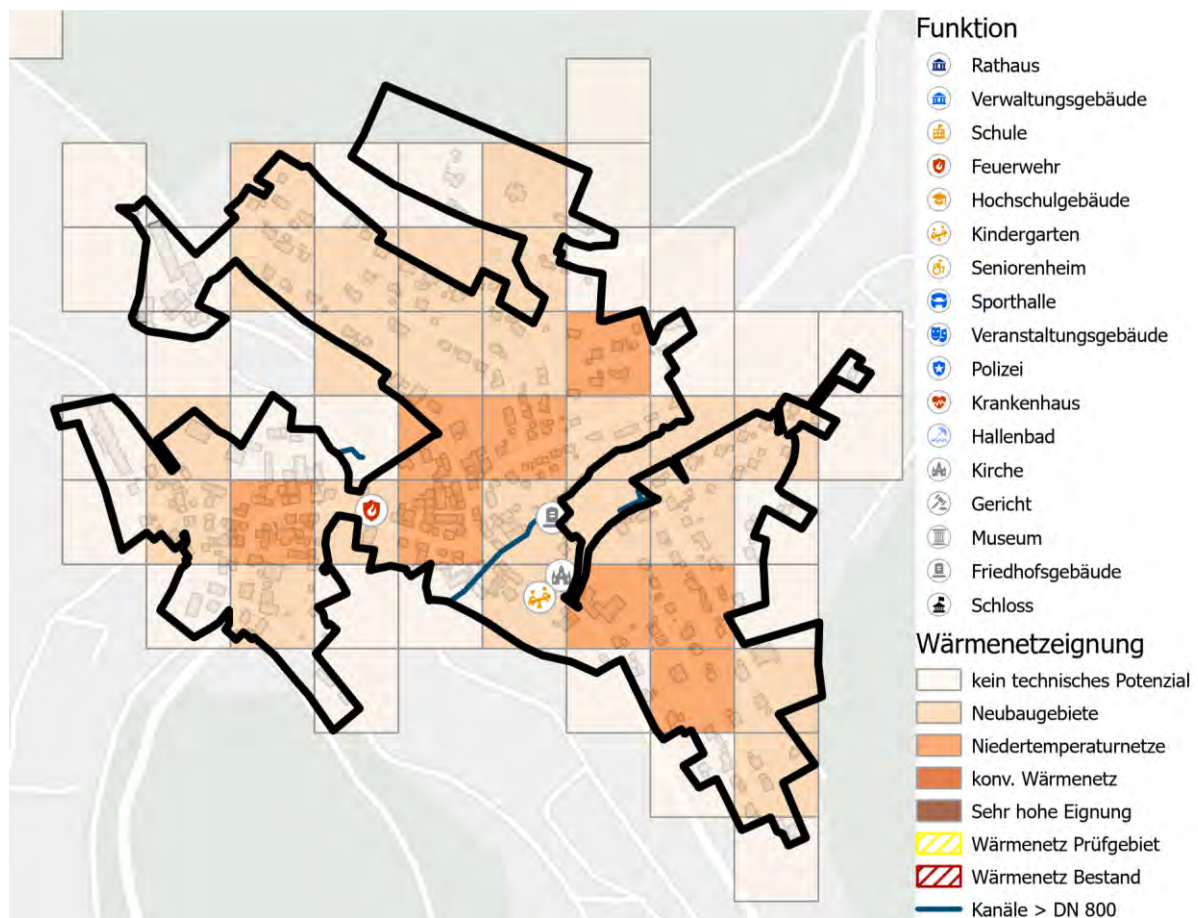 Funktion
Rathaus
Verwaltungsgebäude
Schule
Feuerwehr
Hochschulgebäude
Kindergarten
Seniorenheim
Sporthalle
Veranstaltungsgebäude
Polizei
Krankenhaus
Hallenbad
Kirche
Gericht
Museum
Friedhofsgebäude
Schloss
Wärmenetzeignung
kein technisches Potenzial
Neubaugebiete
Niedertemperaturnetze
konv. Wärmenetz
Sehr hohe Eignung
Wärmenetz Prüfgebiet
Wärmenetz Bestand
Kanäle > DN 800